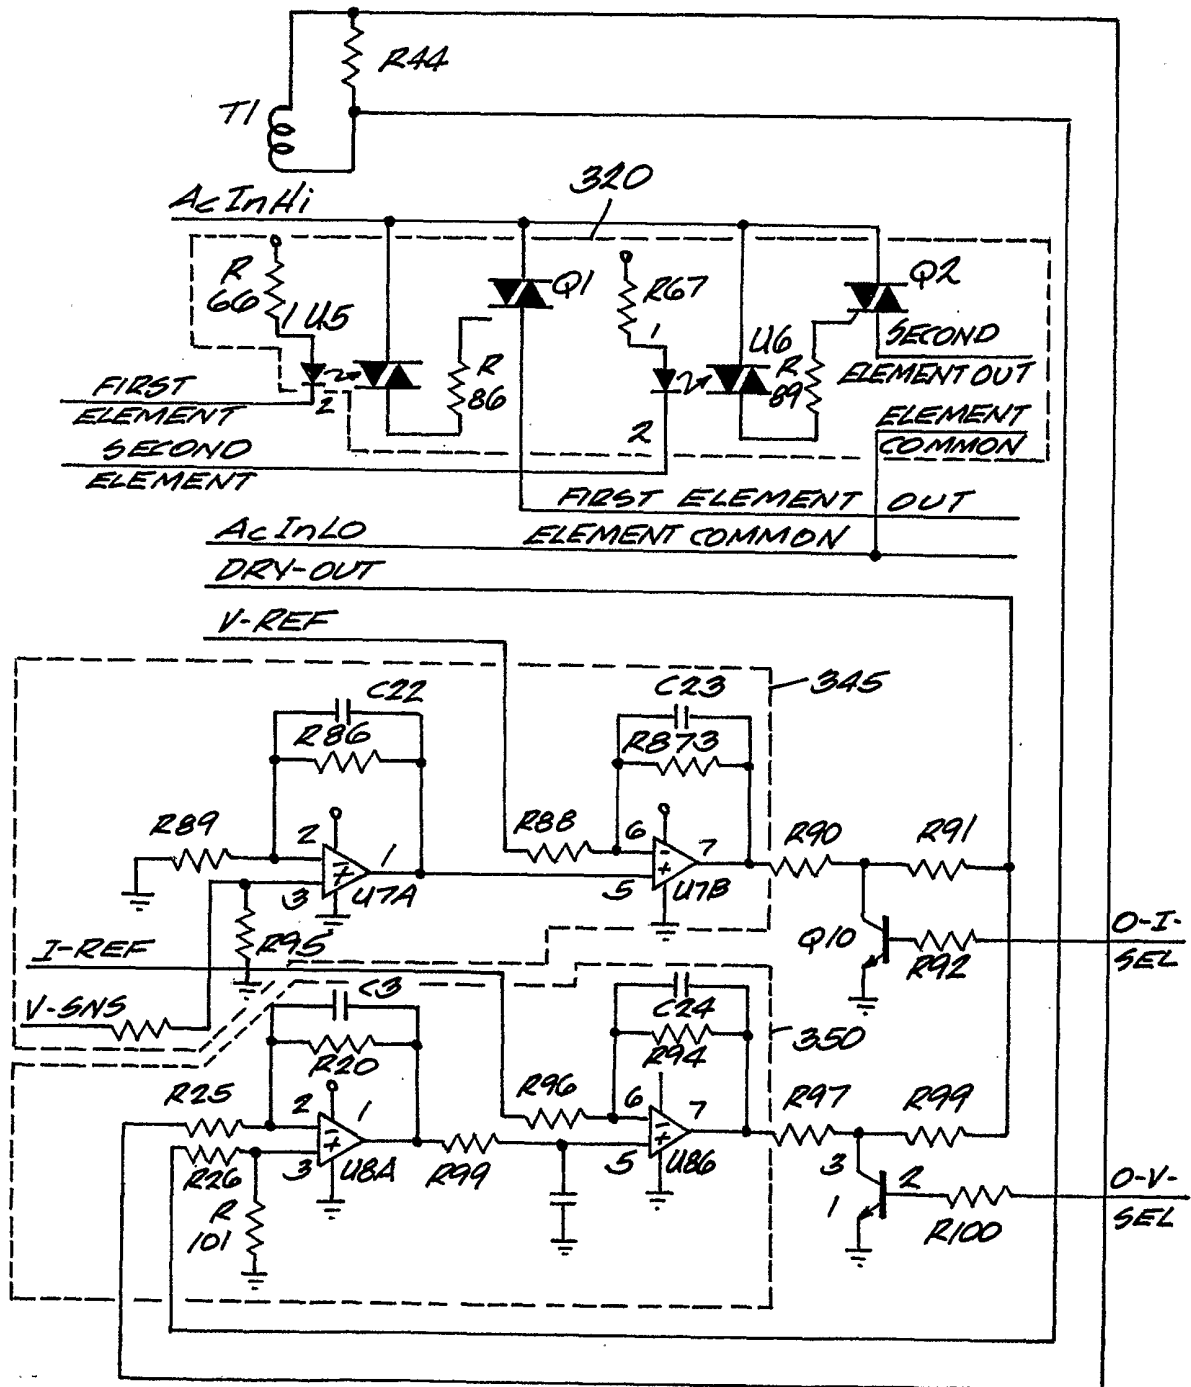 R44
T1
320
AcInHi
R
66
1
U5
Q1
R67
1
Q2
U6
SECOND
ELEMENT OUT
R
86
R
89
FIRST
ELEMENT
2
ELEMENT
COMMON
SECOND
ELEMENT
2
FIRST ELEMENT OUT
AcInLO
ELEMENT COMMON
DRY-OUT
V-REF
345
C22
R86
C23
R873
R89
2
1
3
U7A
R88
6
7
5
U7B
R90
R91
R95
I-REF
Q10
R92
O-I-
SEL
V-SNS
C3
R20
C24
R94
350
R25
2
1
R26
3
U8A
R99
R96
6
7
5
U86
R97
R99
3
2
1
R100
O-V-
SEL
R
101